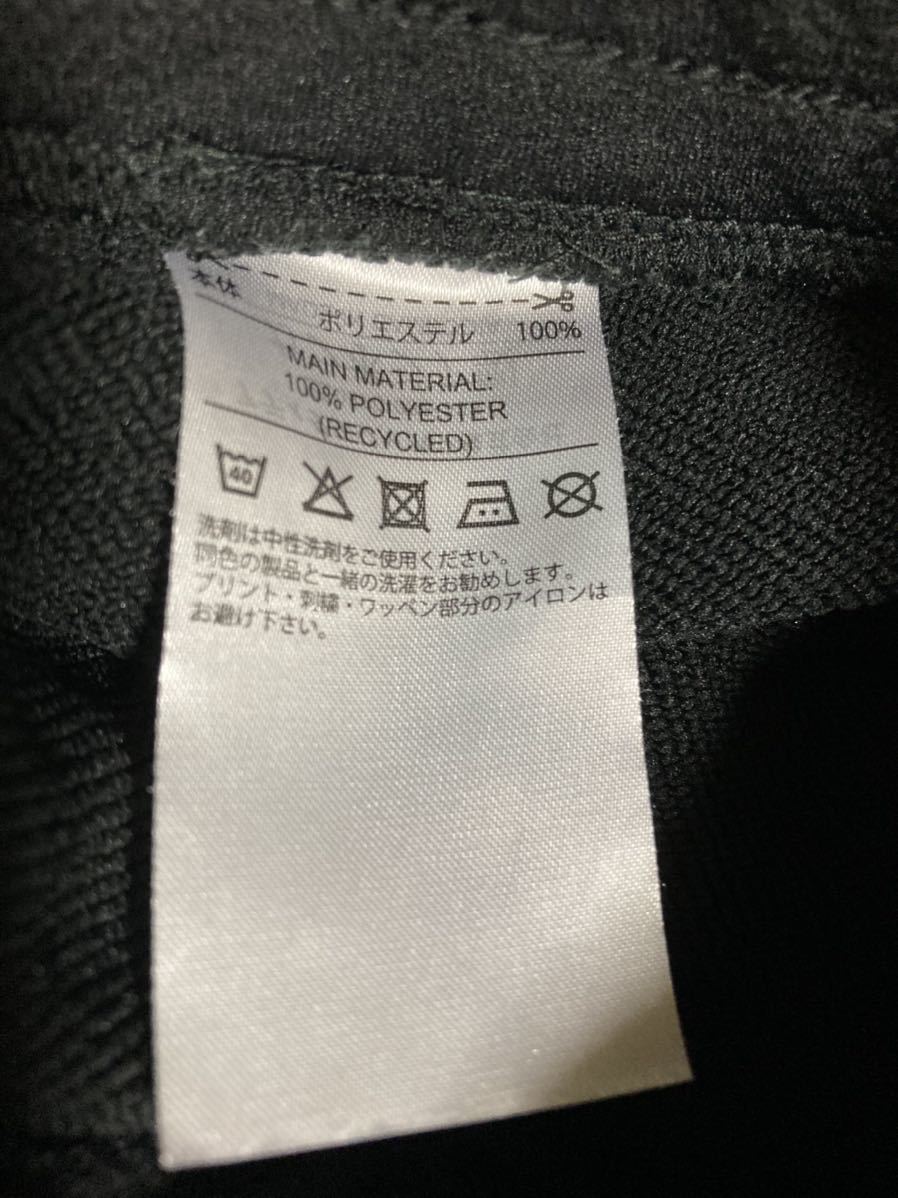 本体
ポリエステル 100%
MAIN MATERIAL:
100% POLYESTER
(RECYCLED)
40
洗剤は中性洗剤をご使用ください。
同色の製品と一緒の洗濯をお勧めします。
プリント・刺繍・ワッペン部分のアイロンは
お避け下さい。